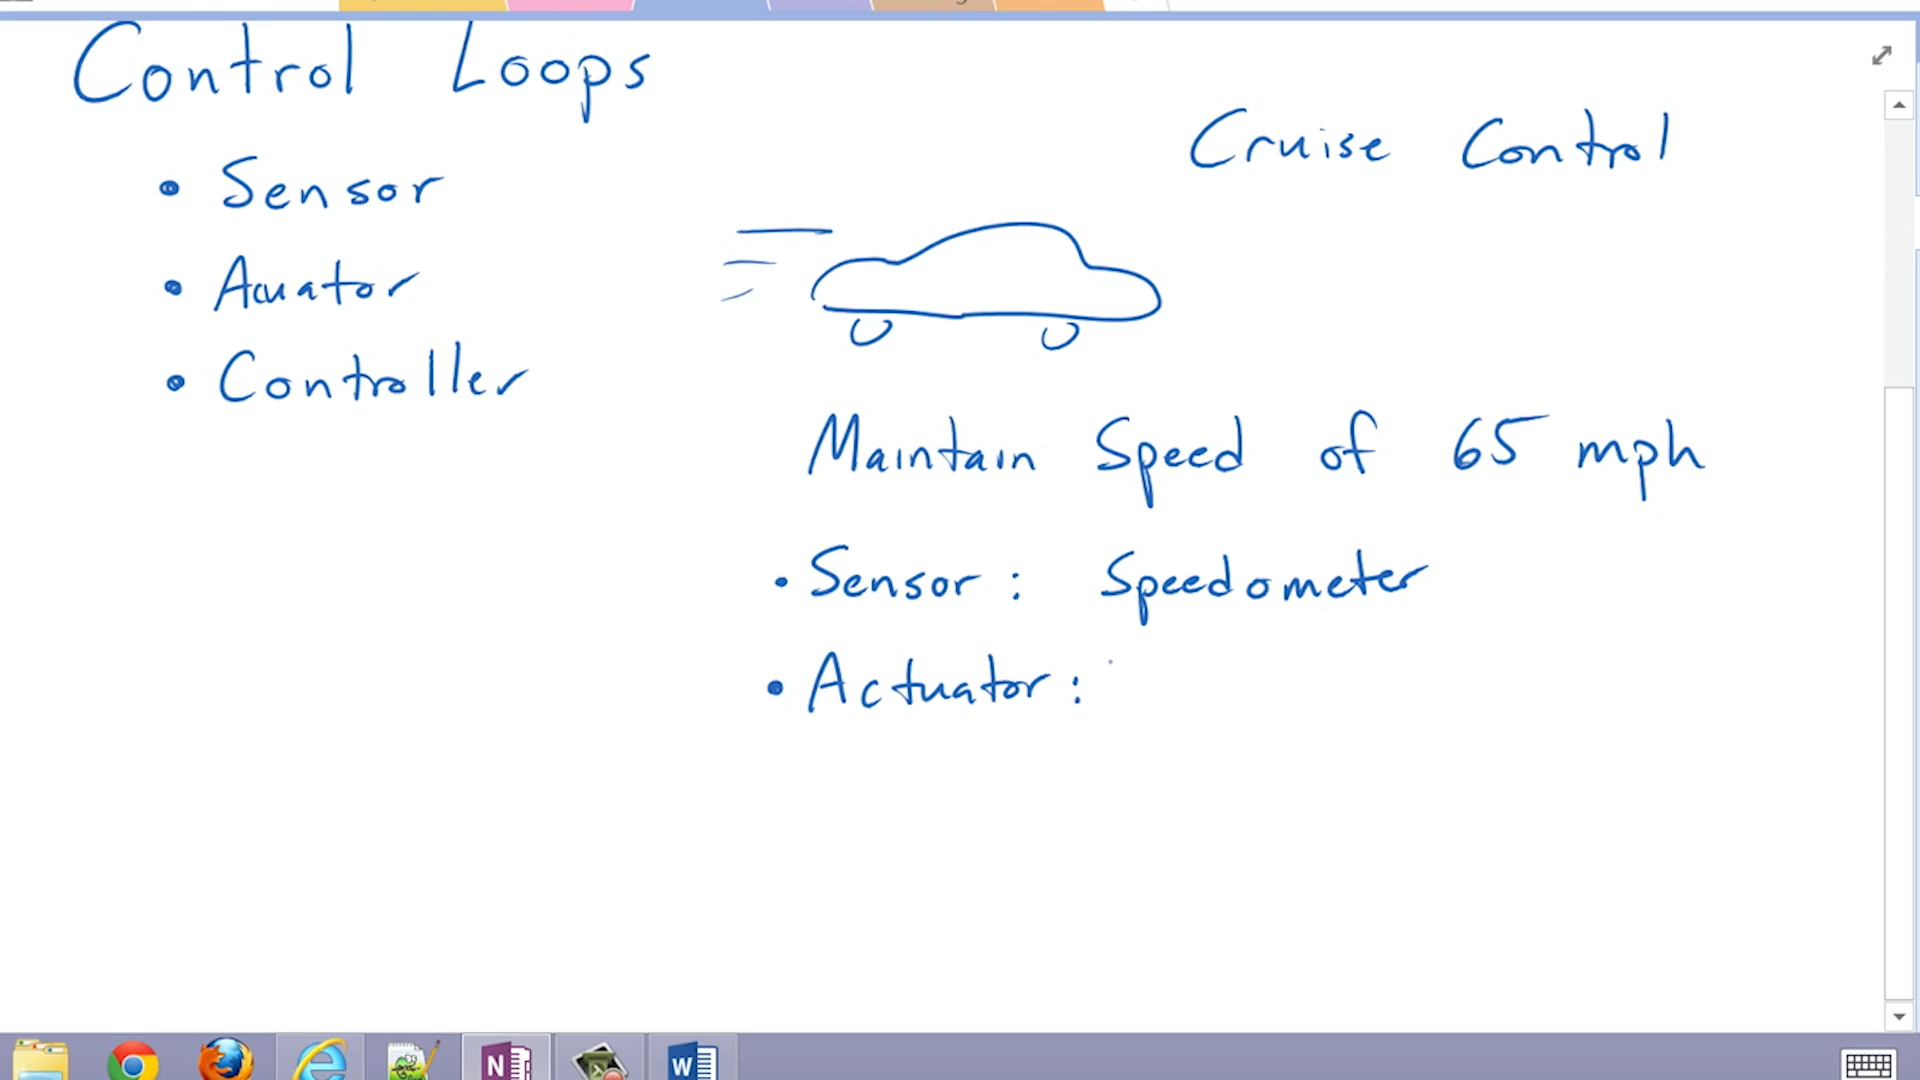 Control Loops
Cruise Control
• Sensor
• Acuator
• Controller
Maintain Speed of 65 mph
• Sensor: Speedometer
• Actuator: